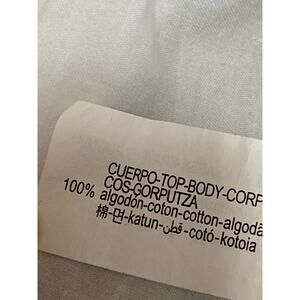 CUERPO-TOP-BODY-CORP
COS-GORPUTZA
100% algodón-coton-cotton-algodã
棉-면-katun-قطن-cotó-kotoia